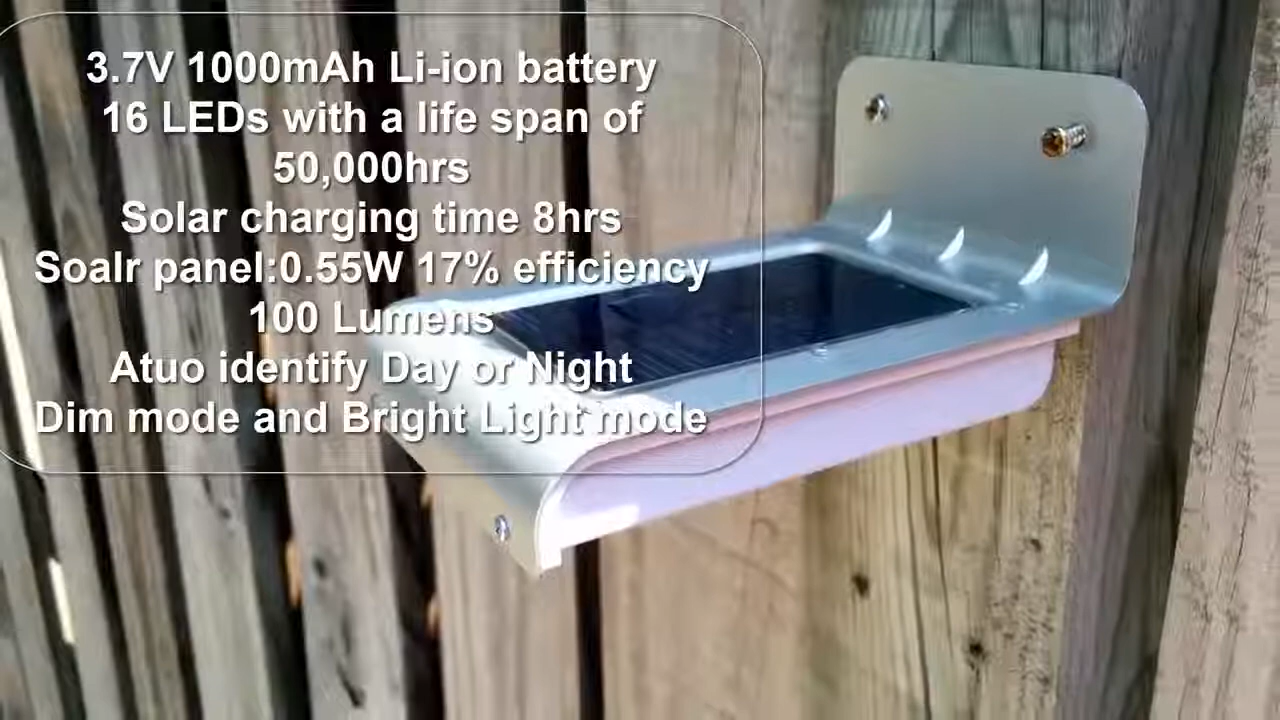 3.7V 1000mAh Li-ion battery
16 LEDs with a life span of
50,000hrs
Solar charging time 8hrs
Soalr panel:0.55W 17% efficiency
100 Lumens
Atuo identify Day or Night
Dim mode and Bright Light mode